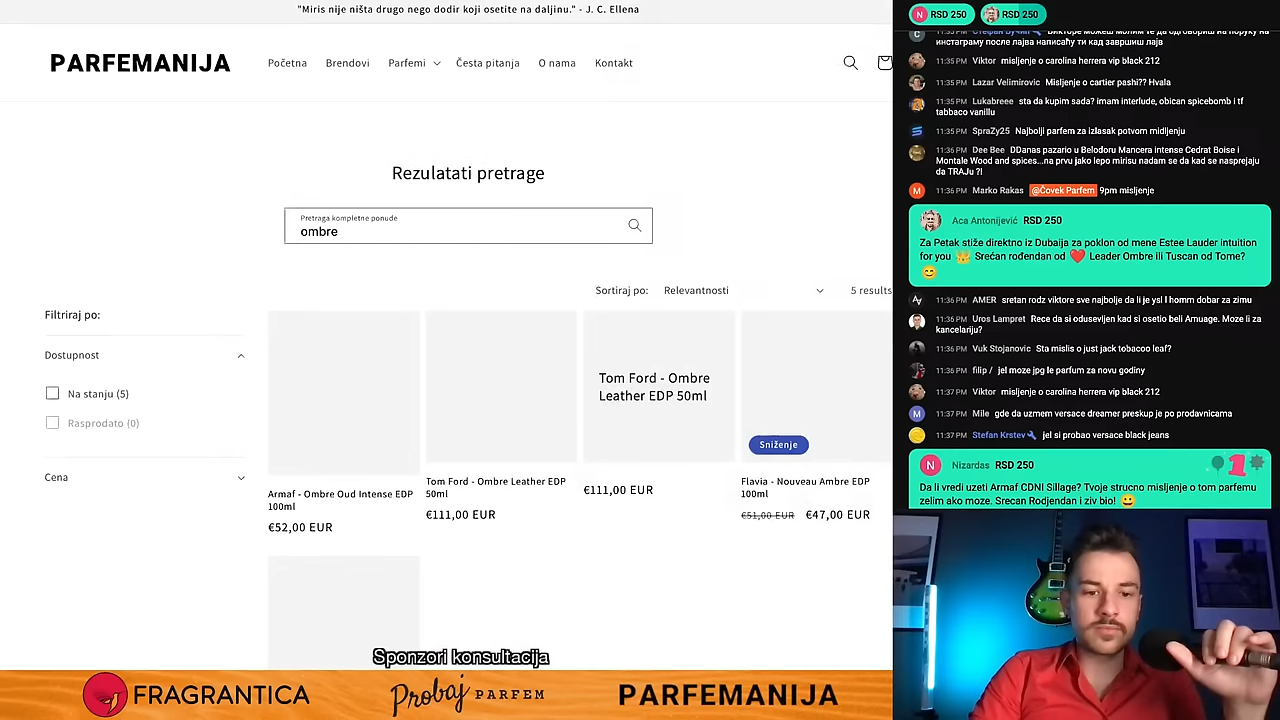 "Miris nije ništa drugo nego dodir koji osetite na daljinu." - J. C. Ellena
PARFEMANIJA
Početna
Brendovi
Parfemi
Česta pitanja
O nama
Kontakt
Rezultati pretrage
Pretraga kompletne ponude
ombre
Sortiraj po:
Relevantnosti
5 results
Filtriraj po:
Dostupnost
Na stanju (5)
Rasprodato (0)
Cena
Tom Ford - Ombre
Leather EDP 50ml
Sniženje
Armaf - Ombre Oud Intense EDP
100ml
€52,00 EUR
Tom Ford - Ombre Leather EDP
50ml
€111,00 EUR
€111,00 EUR
Flavia - Nouveau Ambre EDP
100ml
€51,00 EUR €47,00 EUR
Sponzori konsultacija
FRAGRANTICA
Probaj PARFEM
PARFEMANIJA
N RSD 250
RSD 250
C
instagramu после лајва написаћу ти кад завршиш лајв
11:35 PM Viktor misljenje o carolina herrera vip black 212
11:35 PM Lazar Velimirovic Misljenje o cartier pashi?? Hvala
11:35 PM Lukabreee sta da kupim sada? imam interlude, obican spicebomb i tf
tabbaco vanillu
11:35 PM SpraZy25 Najbolji parfem za izlasak potvom midljenju
11:36 PM Dee Bee DDanas pazario u Belodoru Mancera intense Cedrat Boise i
Montale Wood and spices...na prvu jako lepo mirisu nadam se da kad se nasprejaju
da TRAJu ?!
M 11:36 PM Marko Rakas @Čovek Parfem 9pm misljenje
Aca Antonijević RSD 250
Za Petak stiže direktno iz Dubaija za poklon od mene Estee Lauder intuition
for you 👑 Srećan rođendan od ❤️ Leader Ombre ili Tuscan od Tome?
😊
11:36 PM AMER sretan rodz viktore sve najbolje da li je ysl l homm dobar za zimu
11:36 PM Uros Lampret Rece da si odusevljen kad si osetio beli Amuage. Moze li za
kancelariju?
11:36 PM Vuk Stojanovic Sta mislis o just jack tobacoo leaf?
11:36 PM filip / jel moze jpg le parfum za novu godiny
11:37 PM Viktor misljenje o carolina herrera vip black 212
M 11:37 PM Mile gde da uzmem versace dreamer preskup je po prodavnicama
11:37 PM Stefan Krstev🔧 jel si probao versace black jeans
N Nizardas RSD 250
1
Da li vredi uzeti Armaf CDNI Sillage? Tvoje strucno misljenje o tom parfemu
zelim ako moze. Srecan Rodjendan i ziv bio! 😀